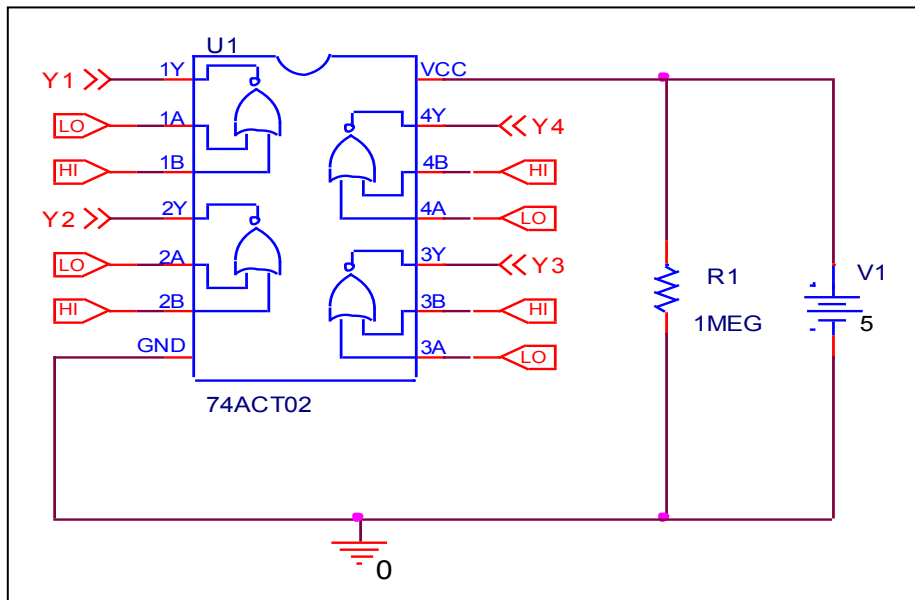 U1
Y1 1Y VCC
LO 1A 4Y Y4
HI 1B 4B HI
Y2 2Y 4A LO
LO 2A 3Y Y3
HI 2B 3B HI
GND 3A LO
74ACT02
R1
1MEG
V1
5
0